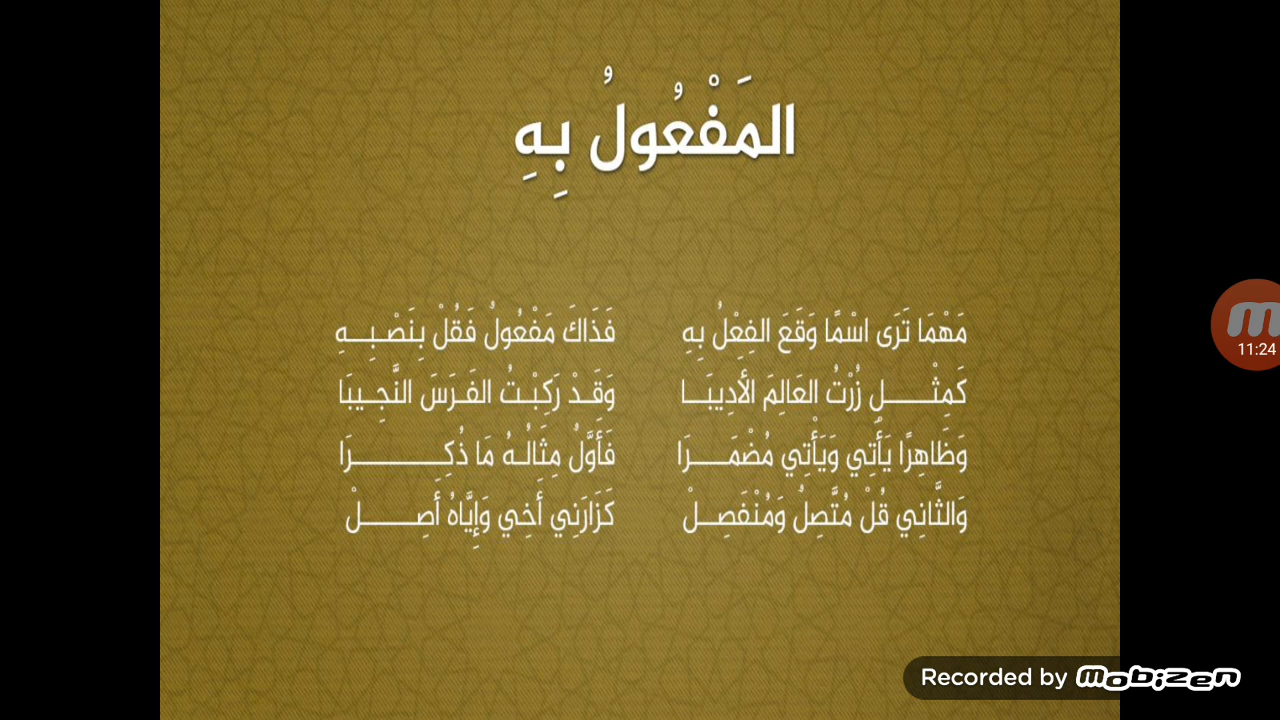 المَفْعُولُ بِهِ
مَهْمَا تَرَى اسْمًا وَقَعَ الفِعْلُ بِهِ فَذَاكَ مَفْعُولٌ فَقُلْ بِنَصْبِهِ
كَمِثْلِ زُرْتُ العَالِمَ الأَدِيبَا وَقَدْ رَكِبْتُ الفَرَسَ النَّجِيبَا
وَظَاهِرًا يَأْتِي وَيَأْتِي مُضْمَرَا فَأَوَّلٌ مِثَالُهُ مَا ذُكِرَا
وَالثَّانِي قُلْ مُتَّصِلٌ وَمُنْفَصِلْ كَزَارَنِي أَخِي وَإِيَّاهُ أَصِلْ
11:24
Recorded by mobizen